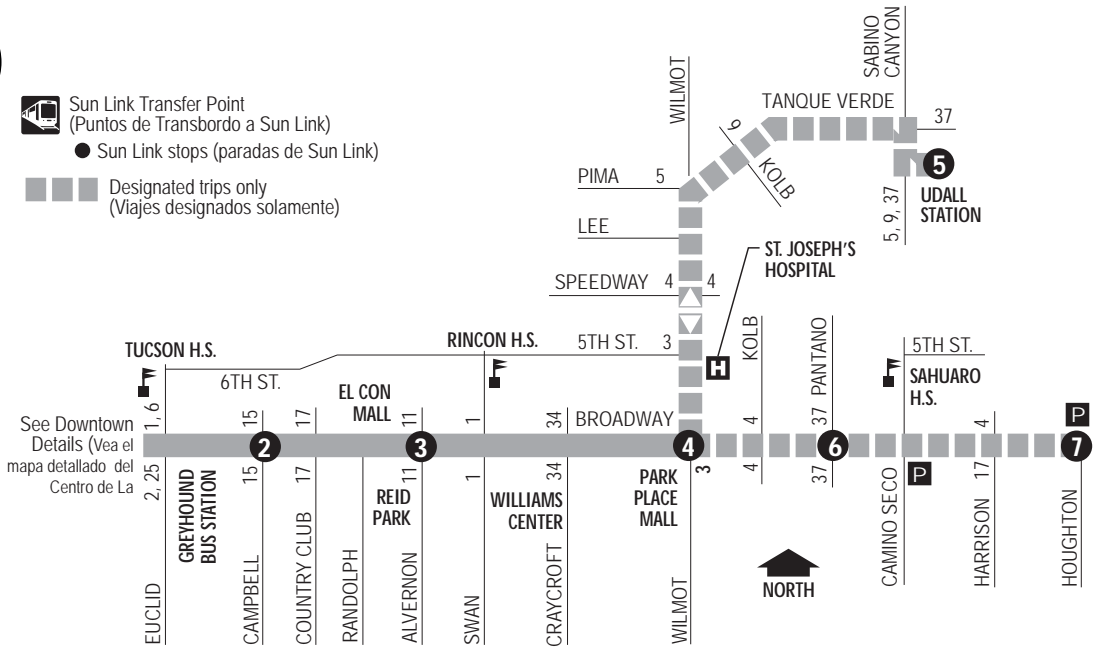 Sun Link Transfer Point
(Puntos de Transbordo a Sun Link)
Sun Link stops (paradas de Sun Link)
Designated trips only
(Viajes designados solamente)
SABINO
CANYON
WILMOT
TANQUE VERDE
37
9
KOLB
5
UDALL
STATION
5, 9, 37
PIMA 5
LEE
ST. JOSEPH'S
HOSPITAL
SPEEDWAY 4 4
H
TUCSON H.S.
6TH ST.
RINCON H.S.
5TH ST. 3
KOLB
PANTANO
5TH ST.
SAHUARO
H.S.
EL CON
MALL
BROADWAY
See Downtown
Details (Vea el
mapa detallado del
Centro de La
1, 6
15
17
11
1
34
4
37
4
P
2
3
4
6
7
2, 25
15
17
11
1
34
3
4
37
P
17
GREYHOUND
BUS STATION
REID
PARK
WILLIAMS
CENTER
PARK
PLACE
MALL
NORTH
EUCLID
CAMPBELL
COUNTRY CLUB
RANDOLPH
ALVERNON
SWAN
CRAYCROFT
WILMOT
CAMINO SECO
HARRISON
HOUGHTON